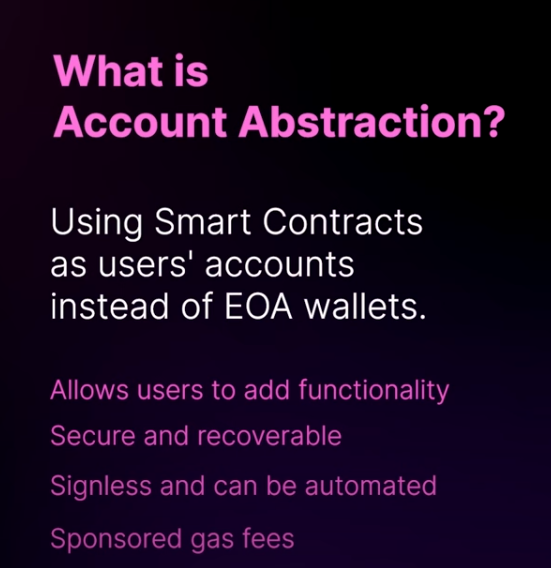 What is
Account Abstraction?
Using Smart Contracts
as users' accounts
instead of EOA wallets.
Allows users to add functionality
Secure and recoverable
Signless and can be automated
Sponsored gas fees